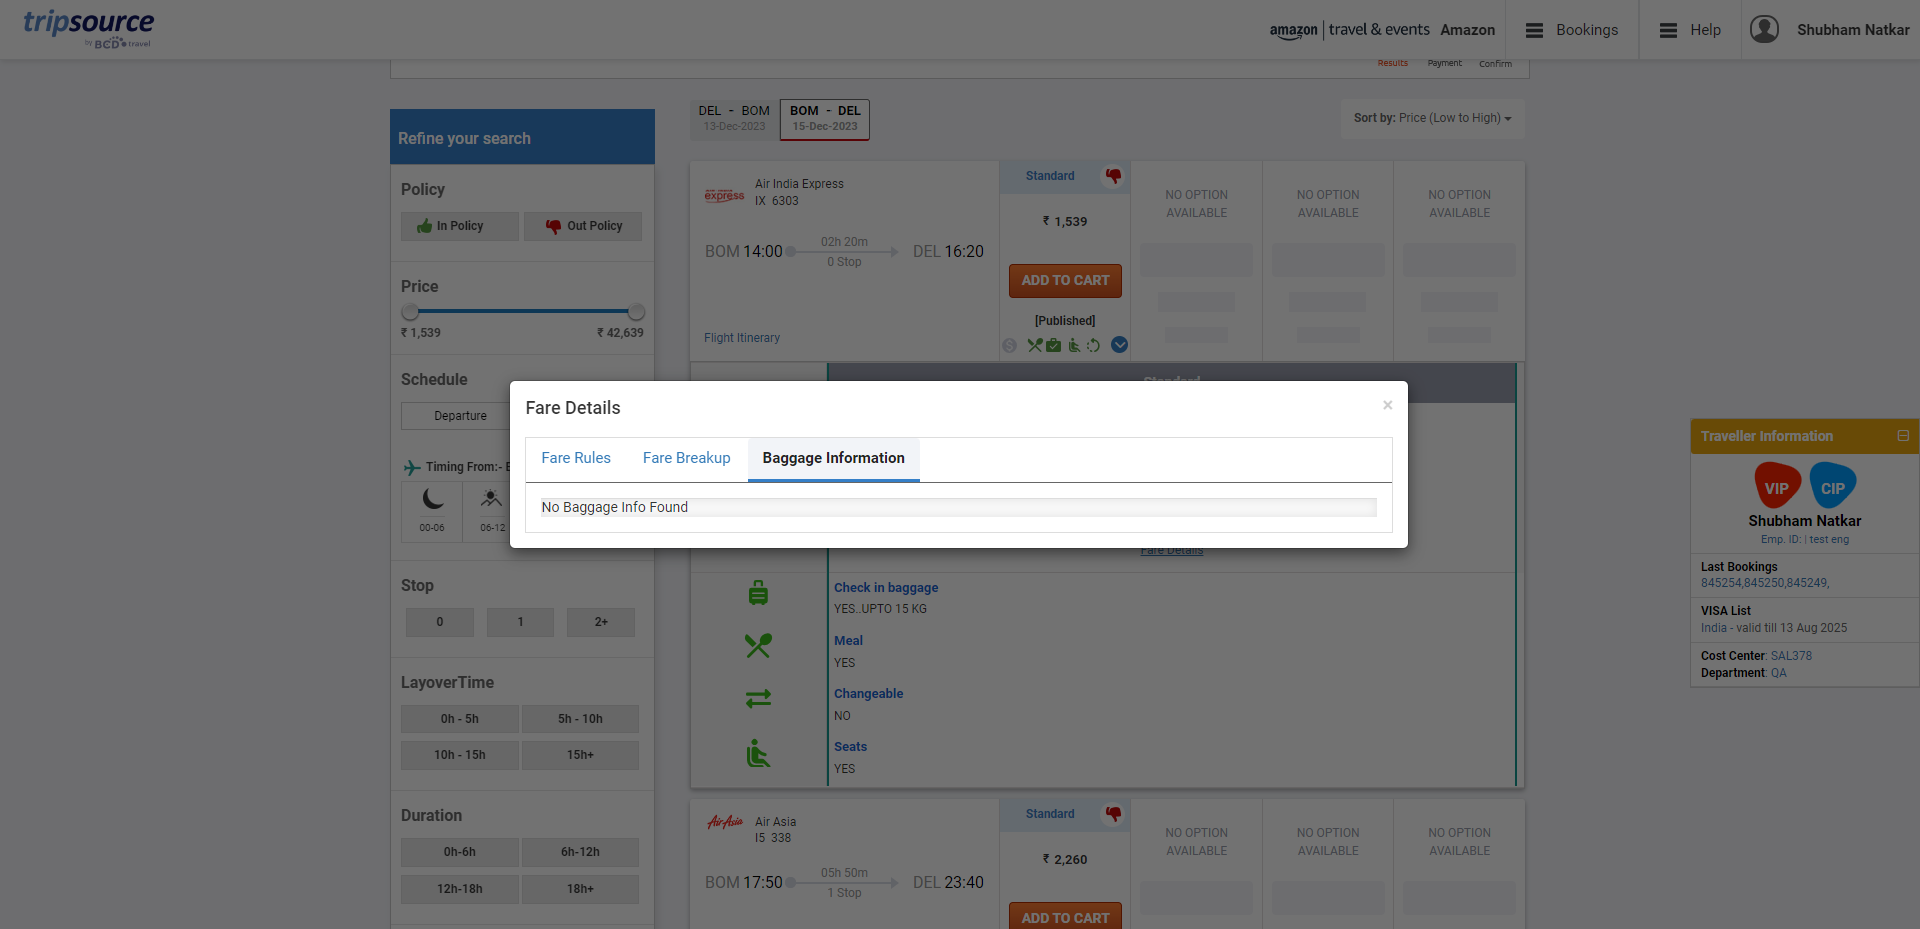 tripsource
by BCD travel
amazon | travel & events Amazon
Bookings
Help
Shubham Natkar
Results Payment Confirm
Refine your search
Policy
In Policy Out Policy
Price
₹ 1,539 ₹ 42,639
Schedule
Departure
Timing From:-
00-06 06-12
Stop
0 1 2+
LayoverTime
0h - 5h 5h - 10h
10h - 15h 15h+
Duration
0h-6h 6h-12h
12h-18h 18h+
DEL - BOM
13-Dec-2023
BOM - DEL
15-Dec-2023
Sort by: Price (Low to High)
express
Air India Express
IX 6303
BOM 14:00
02h 20m
0 Stop
DEL 16:20
Flight Itinerary
Standard
₹ 1,539
ADD TO CART
[Published]
NO OPTION
AVAILABLE
NO OPTION
AVAILABLE
NO OPTION
AVAILABLE
Standard
Fare Details
×
Fare Rules Fare Breakup Baggage Information
No Baggage Info Found
Fare Details
Check in baggage
YES..UPTO 15 KG
Meal
YES
Changeable
NO
Seats
YES
AirAsia
Air Asia
I5 338
BOM 17:50
05h 50m
1 Stop
DEL 23:40
Standard
₹ 2,260
ADD TO CART
NO OPTION
AVAILABLE
NO OPTION
AVAILABLE
NO OPTION
AVAILABLE
Traveller Information
VIP CIP
Shubham Natkar
Emp. ID: | test eng
Last Bookings
845254,845250,845249,
VISA List
India - valid till 13 Aug 2025
Cost Center: SAL378
Department: QA